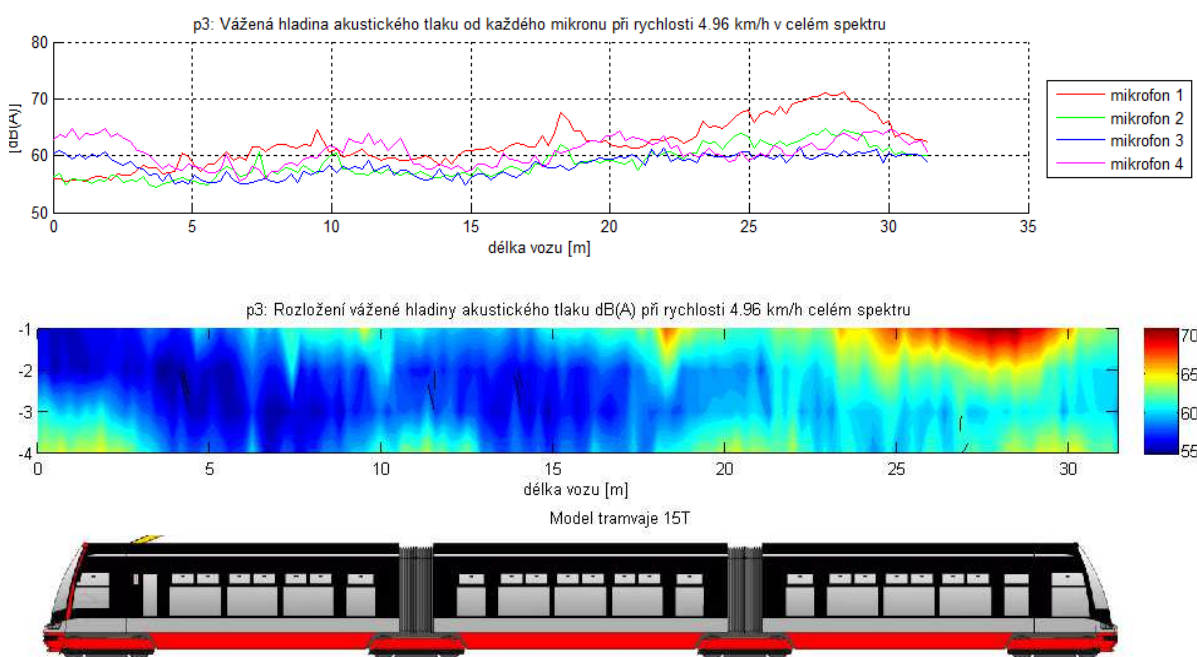 p3: Vážená hladina akustického tlaku od každého mikronu při rychlosti 4.96 km/h v celém spektru
80
70
60
50
[dB(A)]
0 5 10 15 20 25 30 35
délka vozu [m]
mikrofon 1
mikrofon 2
mikrofon 3
mikrofon 4
p3: Rozložení vážené hladiny akustického tlaku dB(A) při rychlosti 4.96 km/h celém spektru
-1
-2
-3
-4
0 5 10 15 20 25 30
70
65
60
55
délka vozu [m]
Model tramvaje 15T